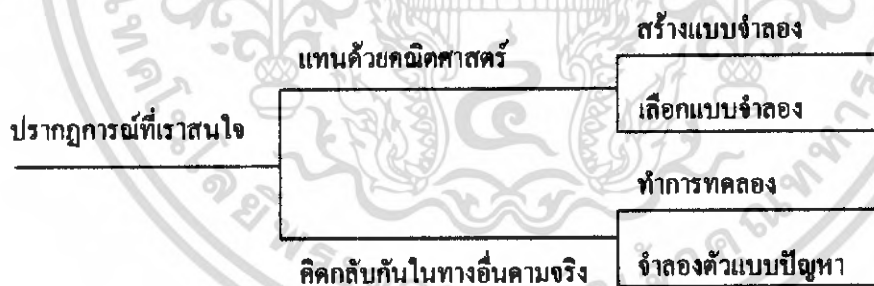 สร้างแบบจำลอง
แทนด้วยคณิตศาสตร์
เลือกแบบจำลอง
ปรากฏการณ์ที่เราสนใจ
ทำการทดลอง
คิดกลับกันในทางอื่นตามจริง
จำลองตัวแบบปัญหา